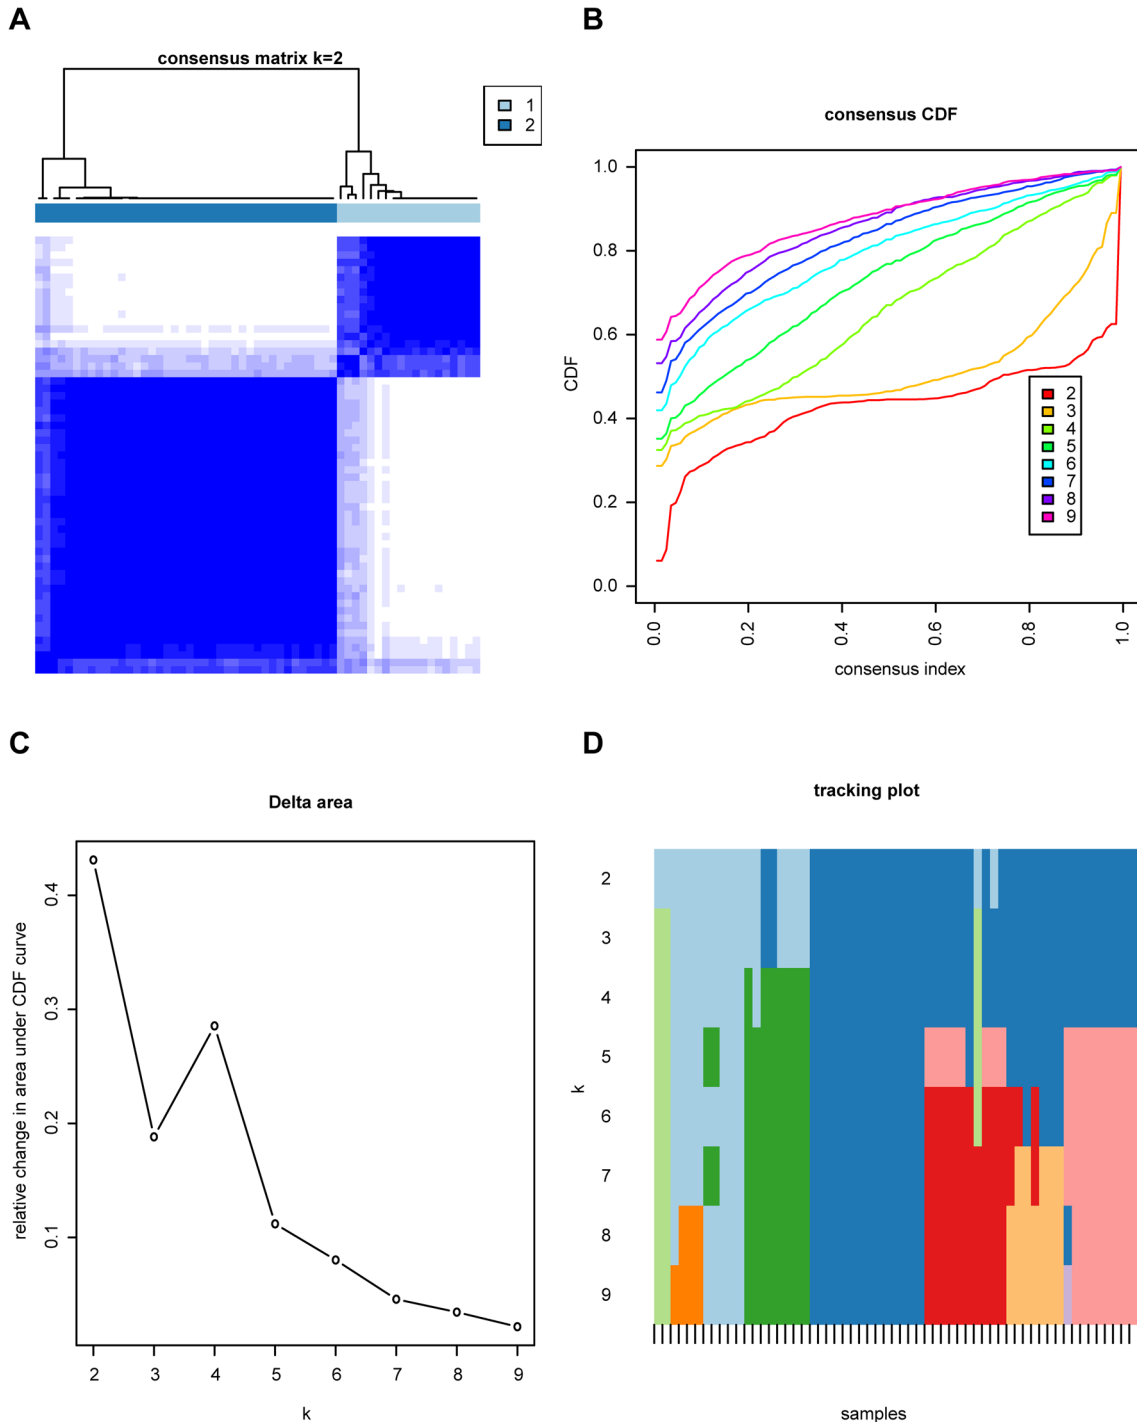 A
consensus matrix k=2
1
2
B
consensus CDF
CDF
1.0
0.8
0.6
0.4
0.2
0.0
2
3
4
5
6
7
8
9
0.0
0.2
0.4
0.6
0.8
1.0
consensus index
C
Delta area
relative change in area under CDF curve
0.4
0.3
0.2
0.1
2 3 4 5 6 7 8 9
k
D
tracking plot
k
2
3
4
5
6
7
8
9
samples